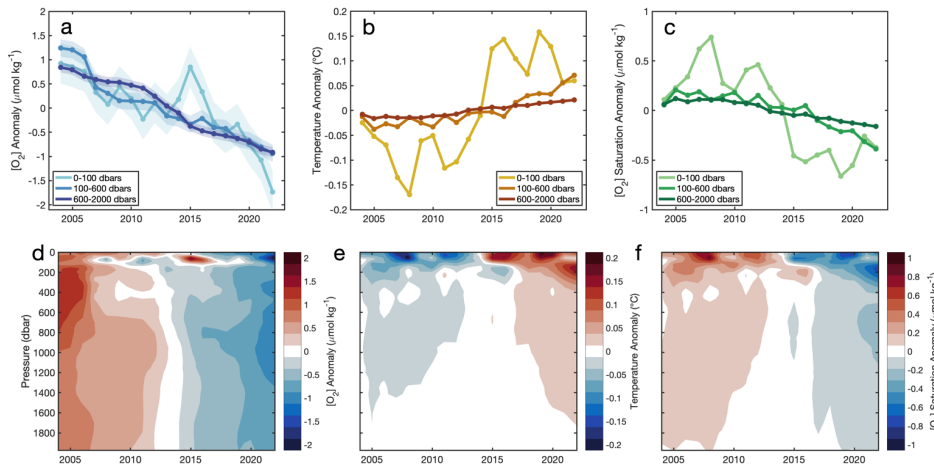 a
[O2] Anomaly (μmol kg-1)
2
1.5
1
0.5
0
-0.5
-1
-1.5
-2
0-100 dbars
100-600 dbars
600-2000 dbars
2005 2010 2015 2020
b
Temperature Anomaly (°C)
0.2
0.15
0.1
0.05
0
-0.05
-0.1
-0.15
-0.2
0-100 dbars
100-600 dbars
600-2000 dbars
2005 2010 2015 2020
c
[O2] Saturation Anomaly (μmol kg-1)
1
0.5
0
-0.5
-1
0-100 dbars
100-600 dbars
600-2000 dbars
2005 2010 2015 2020
d
Pressure (dbar)
0
200
400
600
800
1000
1200
1400
1600
1800
2005 2010 2015 2020
2
1.5
1
0.5
0
-0.5
-1
-1.5
-2
[O2] Anomaly (μmol kg-1)
e
2005 2010 2015 2020
0.2
0.15
0.1
0.05
0
-0.05
-0.1
-0.15
-0.2
Temperature Anomaly (°C)
f
2005 2010 2015 2020
1
0.8
0.6
0.4
0.2
0
-0.2
-0.4
-0.6
-0.8
-1
[O2] Saturation Anomaly (μmol kg-1)